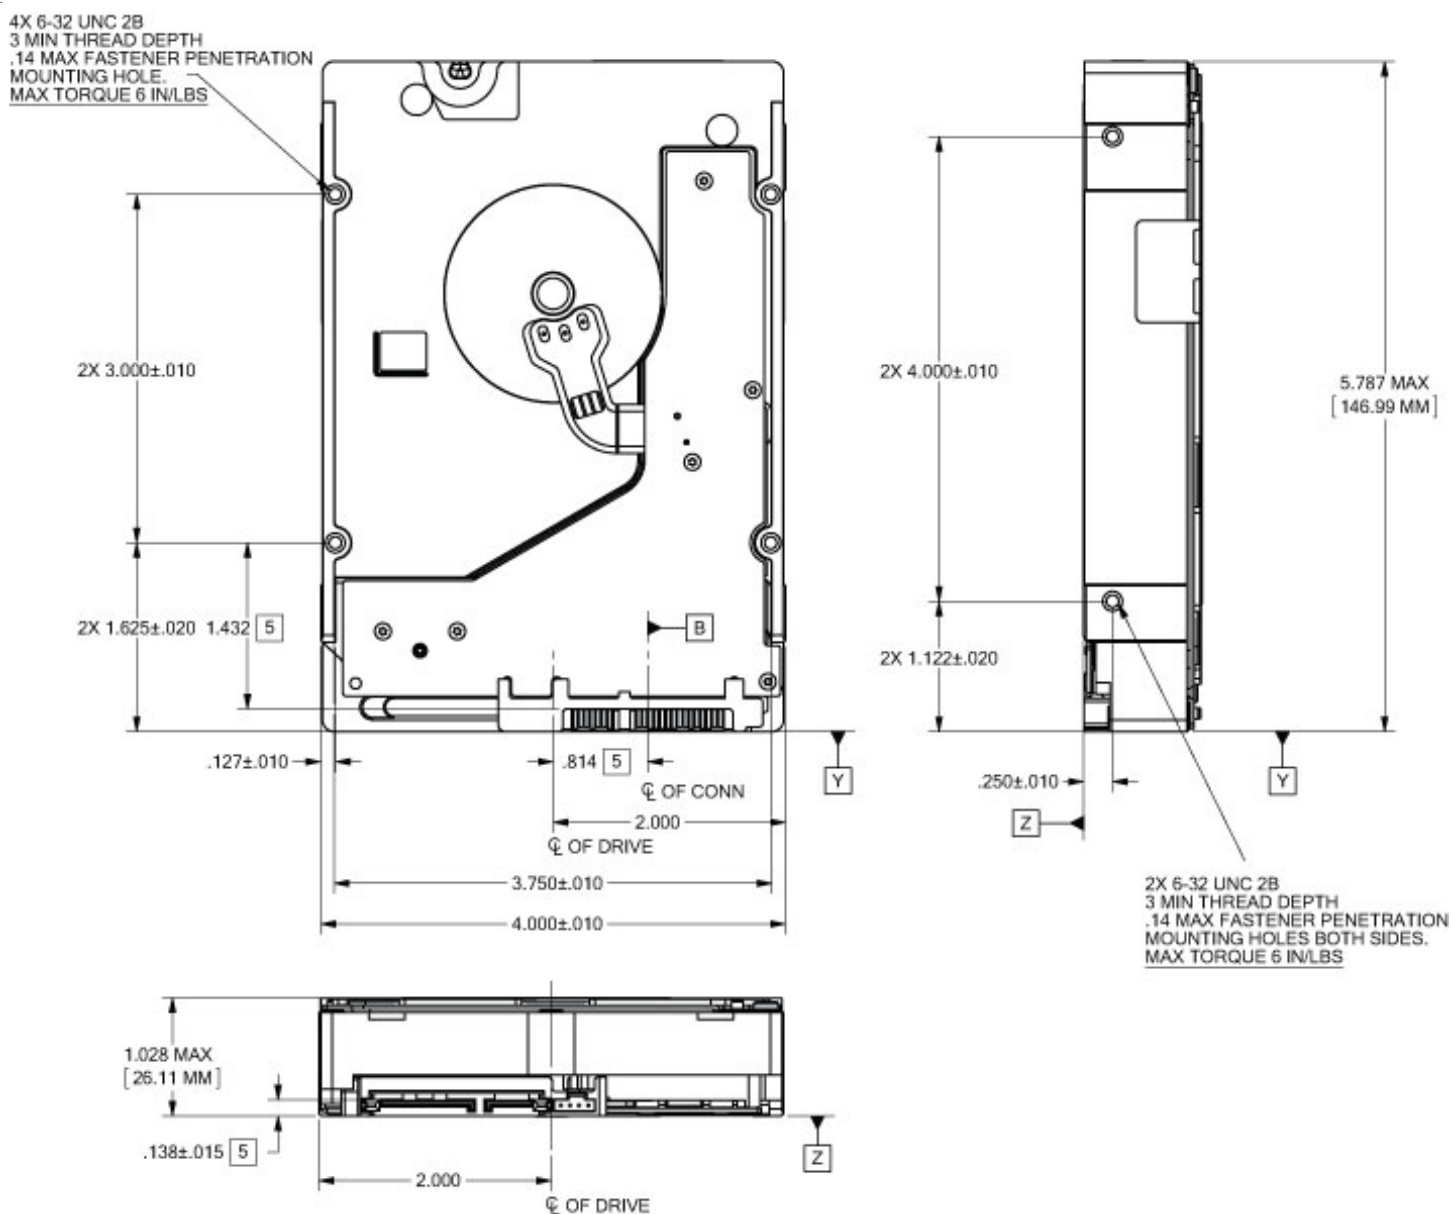 4X 6-32 UNC 2B
3 MIN THREAD DEPTH
.14 MAX FASTENER PENETRATION
MOUNTING HOLE.
MAX TORQUE 6 IN/LBS
2X 3.000±.010
2X 4.000±.010
5.787 MAX
[146.99 MM]
2X 1.625±.020
1.432 5
B
2X 1.122±.020
.127±.010
.814 5
℄ OF CONN
Y
2.000
℄ OF DRIVE
3.750±.010
4.000±.010
.250±.010
Y
Z
2X 6-32 UNC 2B
3 MIN THREAD DEPTH
.14 MAX FASTENER PENETRATION
MOUNTING HOLES BOTH SIDES.
MAX TORQUE 6 IN/LBS
1.028 MAX
[26.11 MM]
.138±.015 5
Z
2.000
℄ OF DRIVE